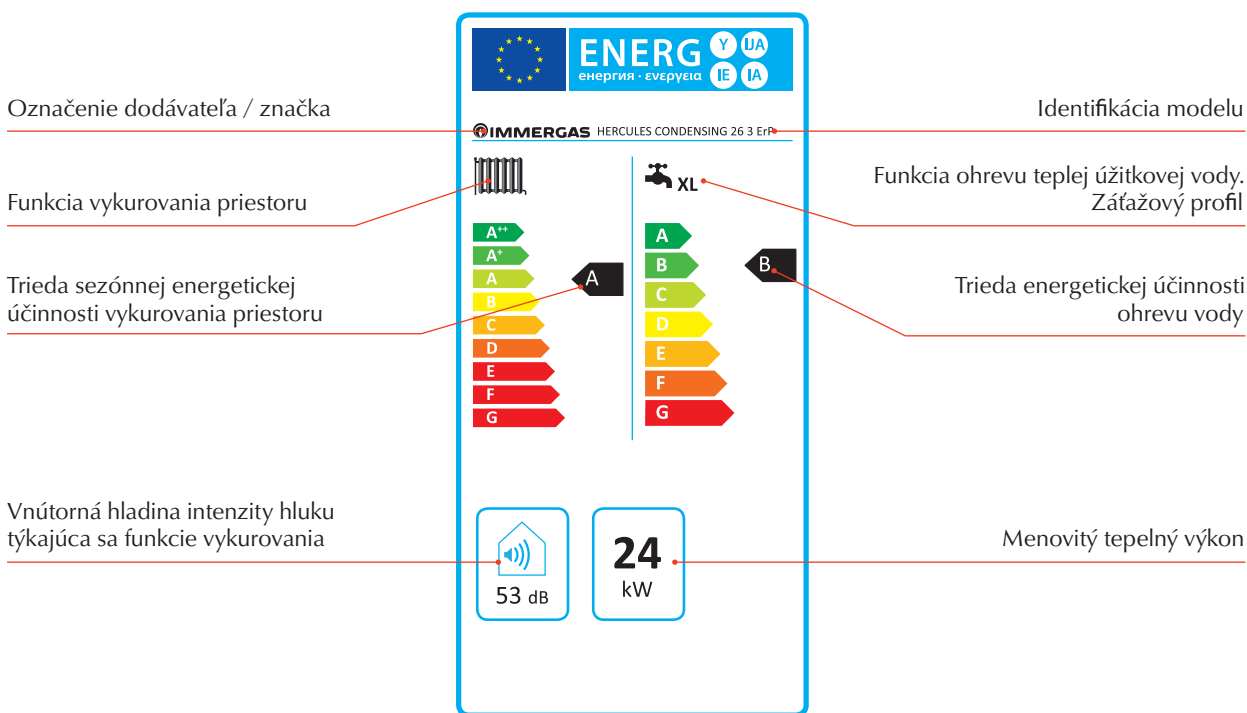 ENERG Y IJA
енергия · ενεργεια IE IA
Označenie dodávateľa / značka
Identifikácia modelu
IMMERGAS HERCULES CONDENSING 26 3 ErP
Funkcia vykurovania priestoru
XL
Funkcia ohrevu teplej úžitkovej vody.
Záťažový profil
Trieda sezónnej energetickej
účinnosti vykurovania priestoru
A++
A+
A
B
C
D
E
F
G
A
A
B
C
D
E
F
G
B
Trieda energetickej účinnosti
ohrevu vody
Vnútorná hladina intenzity hluku
týkajúca sa funkcie vykurovania
53 dB
24
kW
Menovitý tepelný výkon